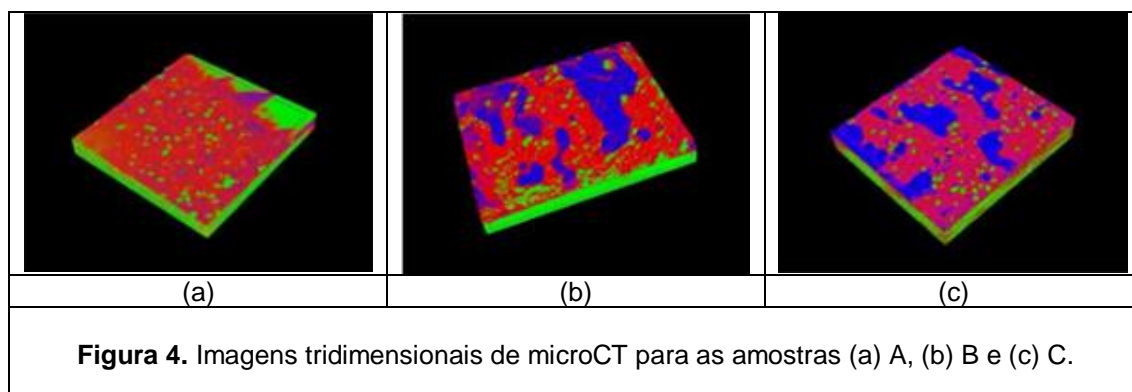 (a)
(b)
(c)
Figura 4. Imagens tridimensionais de microCT para as amostras (a) A, (b) B e (c) C.